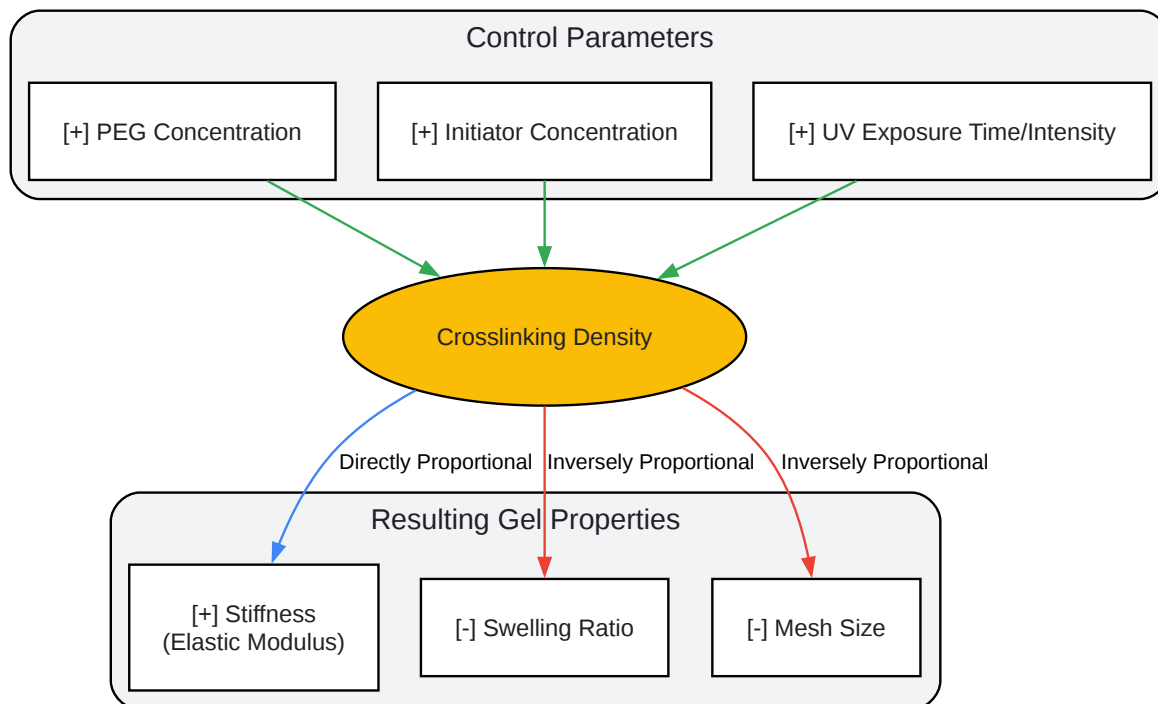 Control Parameters
[+] PEG Concentration
[+] Initiator Concentration
[+] UV Exposure Time/Intensity
Crosslinking Density
Directly Proportional
Inversely Proportional
Inversely Proportional
Resulting Gel Properties
[+] Stiffness
(Elastic Modulus)
[-] Swelling Ratio
[-] Mesh Size